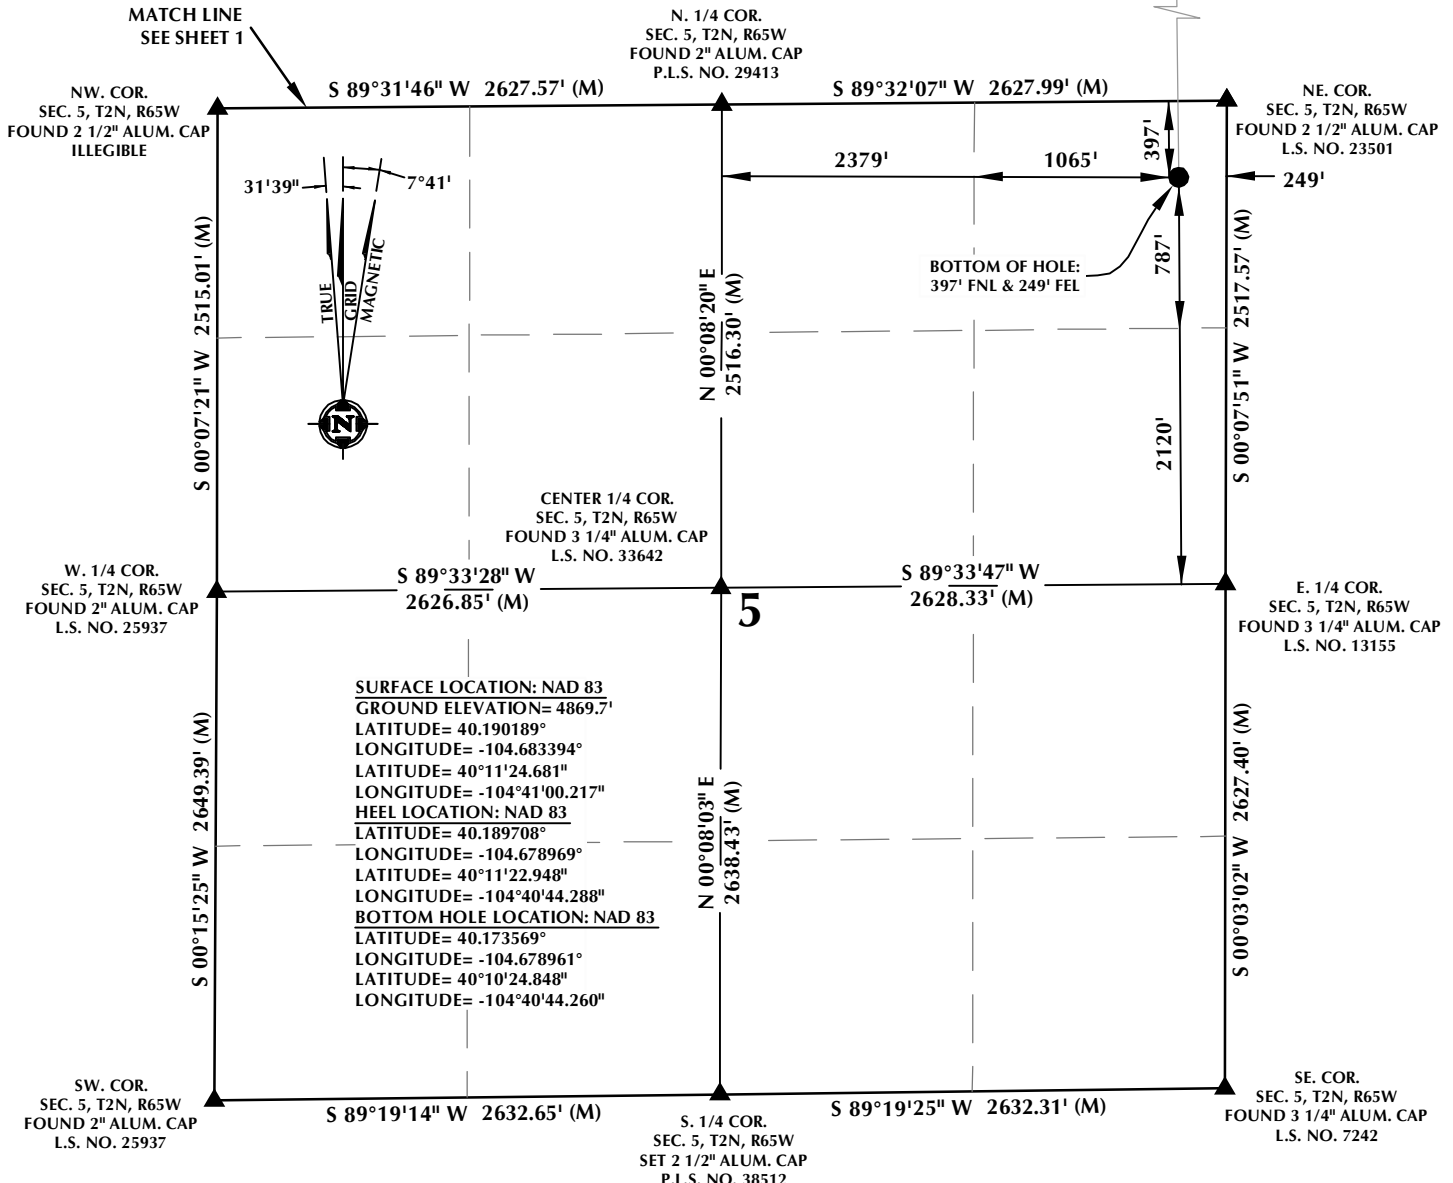 MATCH LINE
SEE SHEET 1
N. 1/4 COR.
SEC. 5, T2N, R65W
FOUND 2" ALUM. CAP
P.L.S. NO. 29413
NW. COR.
SEC. 5, T2N, R65W
FOUND 2 1/2" ALUM. CAP
ILLEGIBLE
S 89°31'46" W 2627.57' (M)
S 89°32'07" W 2627.99' (M)
NE. COR.
SEC. 5, T2N, R65W
FOUND 2 1/2" ALUM. CAP
L.S. NO. 23501
31'39"
7°41'
TRUE
GRID
MAGNETIC
N
2379'
1065'
397'
249'
787'
2120'
BOTTOM OF HOLE:
397' FNL & 249' FEL
S 00°07'21" W 2515.01' (M)
N 00°08'20" E
2516.30' (M)
S 00°07'51" W 2517.57' (M)
CENTER 1/4 COR.
SEC. 5, T2N, R65W
FOUND 3 1/4" ALUM. CAP
L.S. NO. 33642
W. 1/4 COR.
SEC. 5, T2N, R65W
FOUND 2" ALUM. CAP
L.S. NO. 25937
S 89°33'28" W
2626.85' (M)
5
S 89°33'47" W
2628.33' (M)
E. 1/4 COR.
SEC. 5, T2N, R65W
FOUND 3 1/4" ALUM. CAP
L.S. NO. 13155
SURFACE LOCATION: NAD 83
GROUND ELEVATION= 4869.7'
LATITUDE= 40.190189°
LONGITUDE= -104.683394°
LATITUDE= 40°11'24.681"
LONGITUDE= -104°41'00.217"
HEEL LOCATION: NAD 83
LATITUDE= 40.189708°
LONGITUDE= -104.678969°
LATITUDE= 40°11'22.948"
LONGITUDE= -104°40'44.288"
BOTTOM HOLE LOCATION: NAD 83
LATITUDE= 40.173569°
LONGITUDE= -104.678961°
LATITUDE= 40°10'24.848"
LONGITUDE= -104°40'44.260"
S 00°15'25" W 2649.39' (M)
N 00°08'03" E
2638.43' (M)
S 00°03'02" W 2627.40' (M)
SW. COR.
SEC. 5, T2N, R65W
FOUND 2" ALUM. CAP
L.S. NO. 25937
S 89°19'14" W 2632.65' (M)
S. 1/4 COR.
SEC. 5, T2N, R65W
SET 2 1/2" ALUM. CAP
P.L.S. NO. 38512
S 89°19'25" W 2632.31' (M)
SE. COR.
SEC. 5, T2N, R65W
FOUND 3 1/4" ALUM. CAP
L.S. NO. 7242